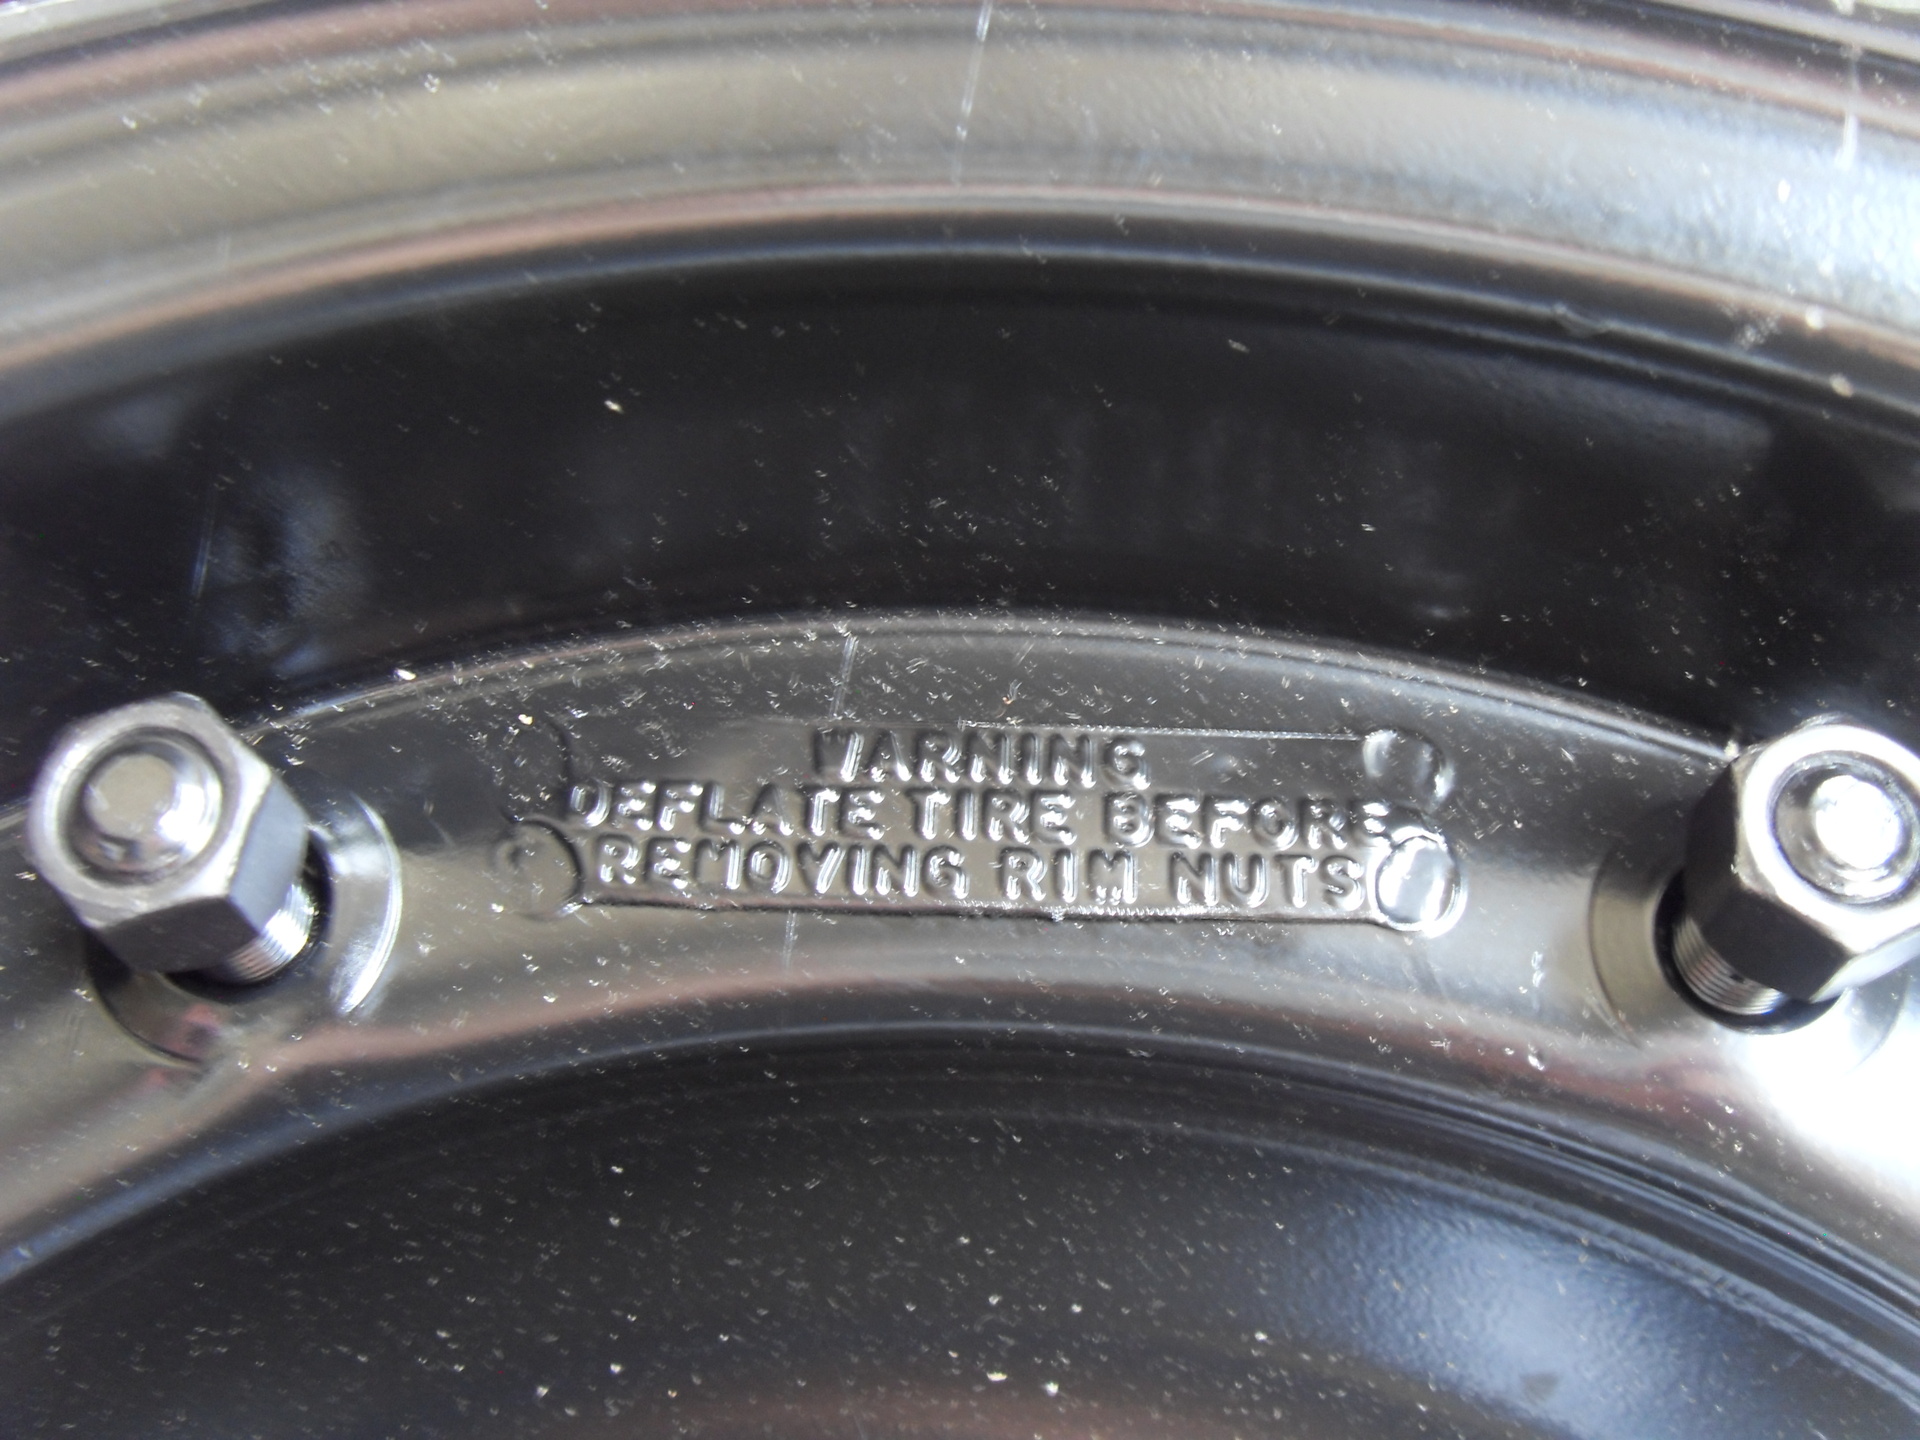 WARNING
DEFLATE TIRE BEFORE
REMOVING RIM NUTS